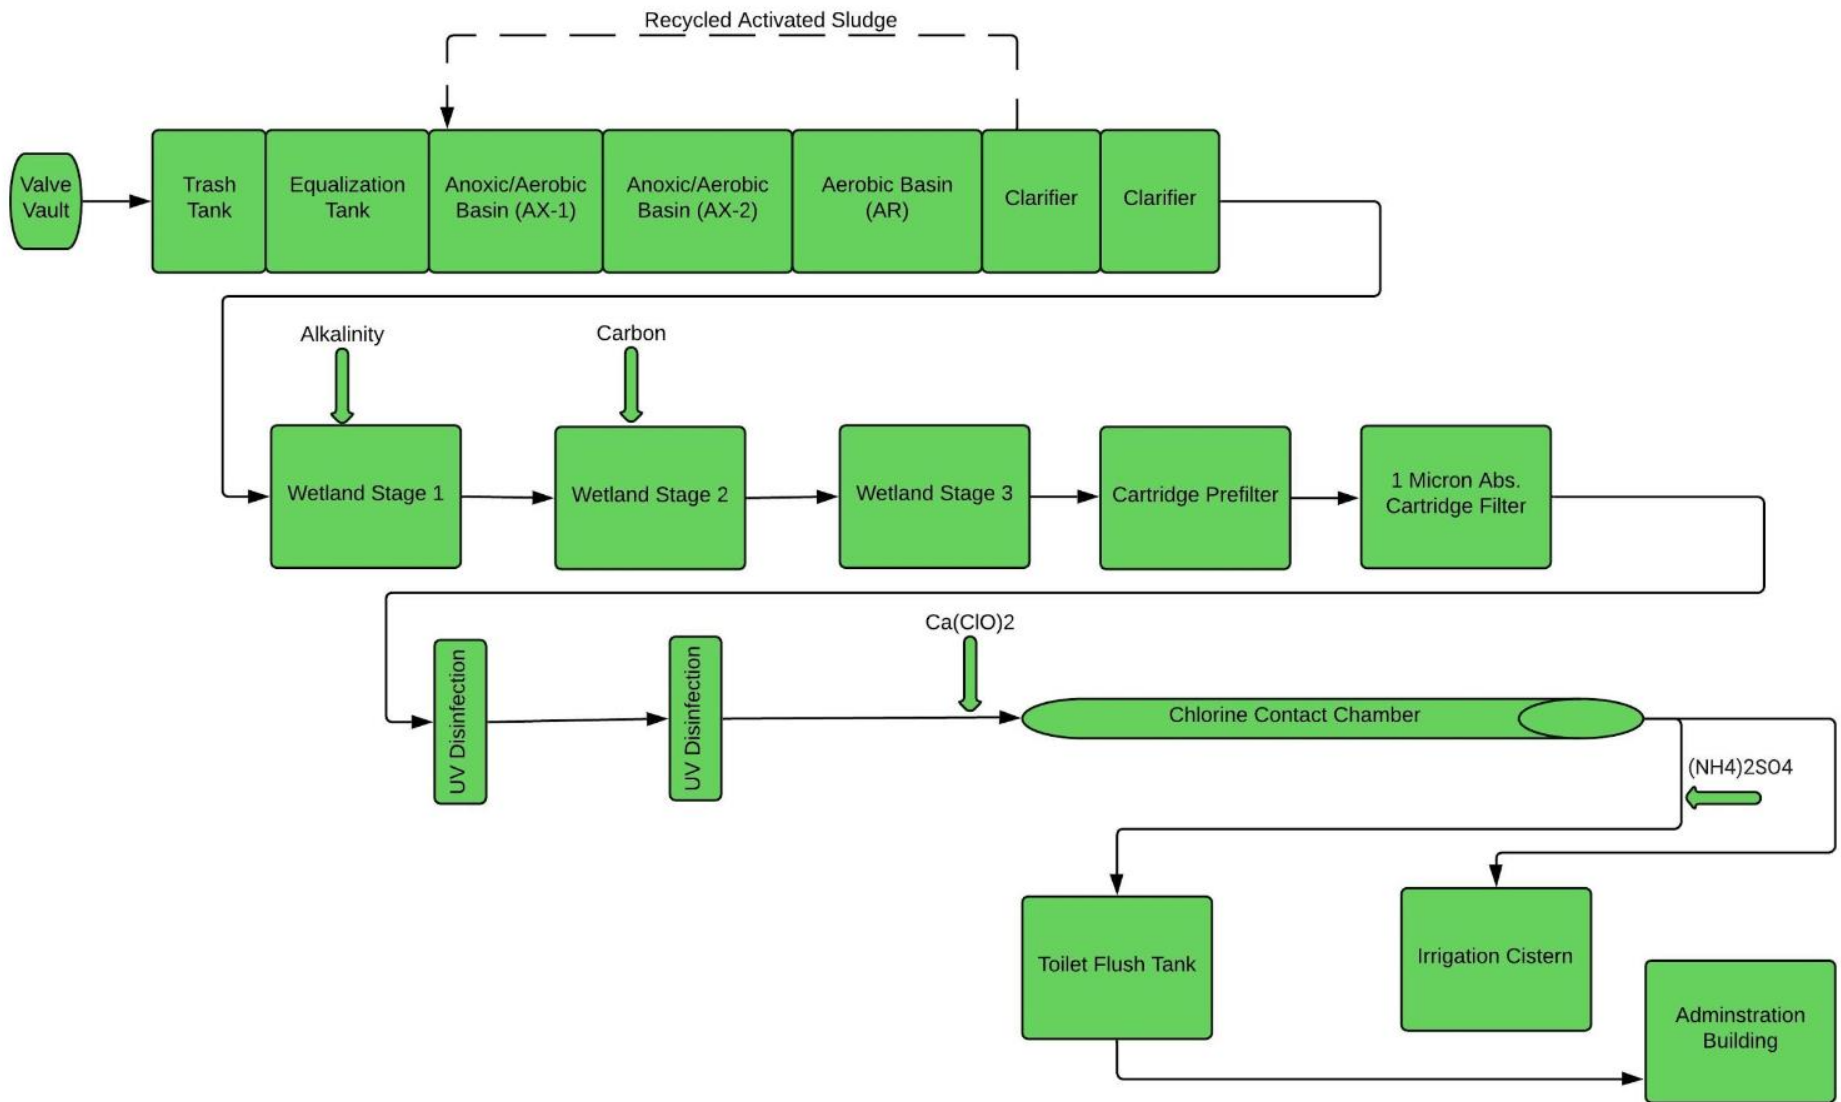 Recycled Activated Sludge
Valve
Vault
Trash
Tank
Equalization
Tank
Anoxic/Aerobic
Basin (AX-1)
Anoxic/Aerobic
Basin (AX-2)
Aerobic Basin
(AR)
Clarifier
Clarifier
Alkalinity
Carbon
Wetland Stage 1
Wetland Stage 2
Wetland Stage 3
Cartridge Prefilter
1 Micron Abs.
Cartridge Filter
UV Disinfection
UV Disinfection
Ca(ClO)2
Chlorine Contact Chamber
(NH4)2SO4
Toilet Flush Tank
Irrigation Cistern
Adminstration
Building